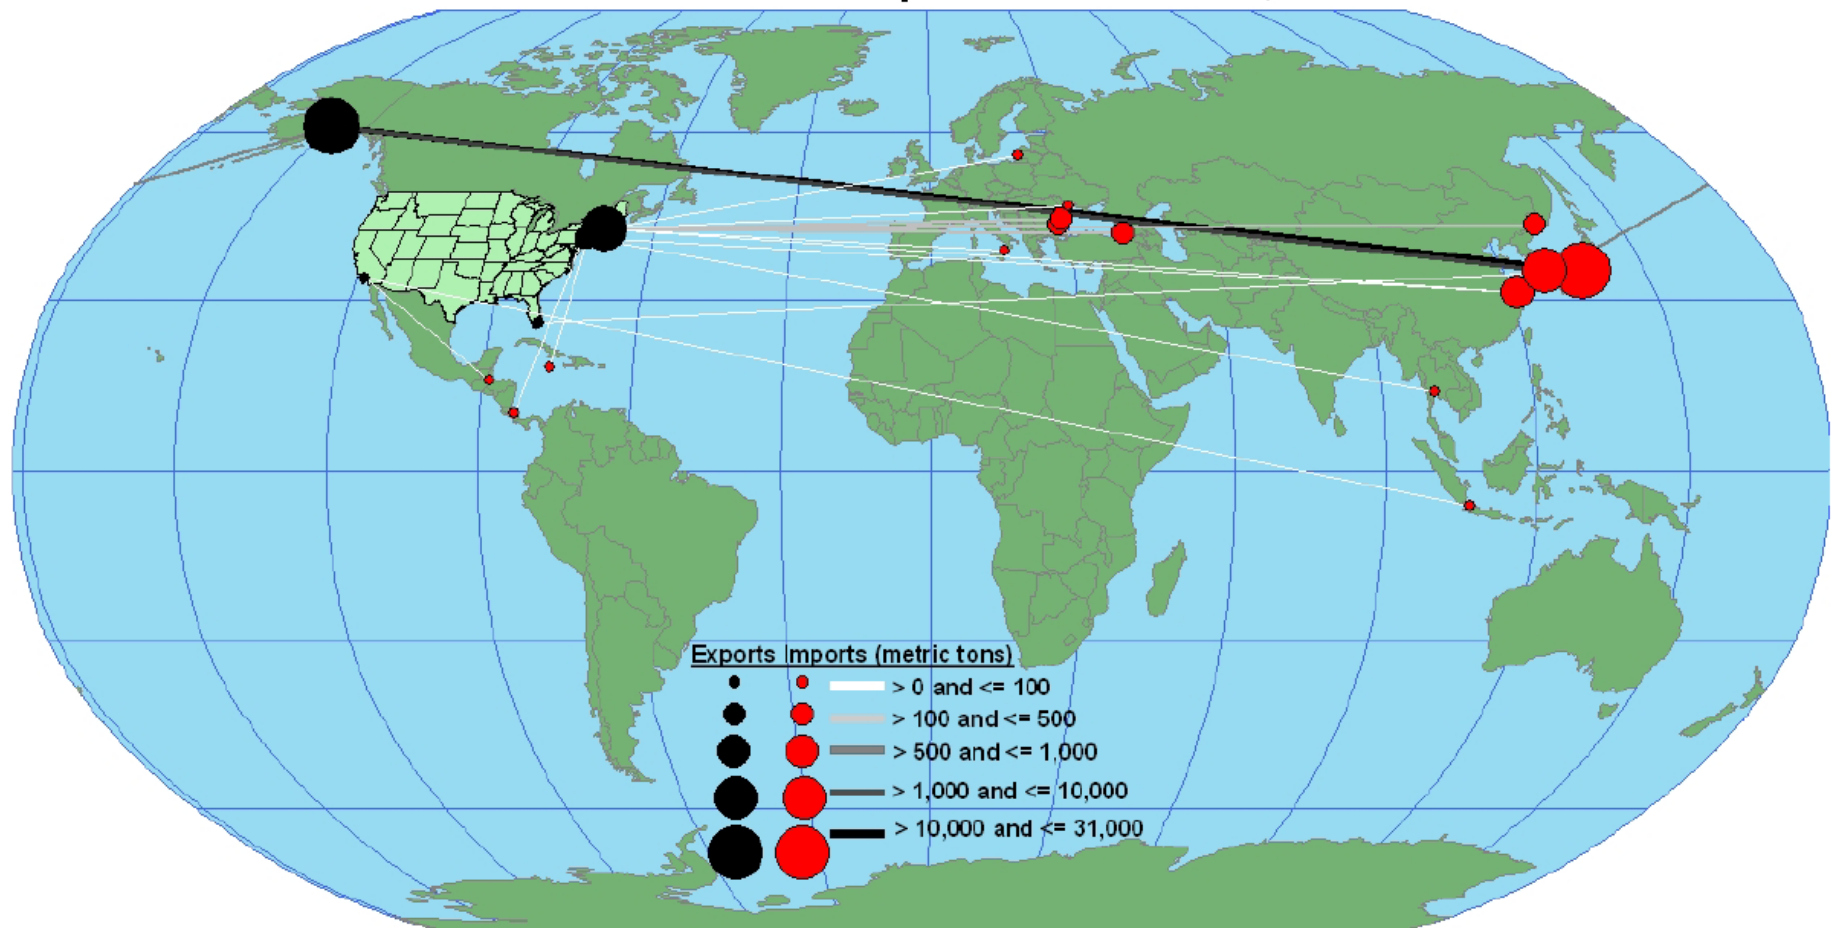 Exports Imports (metric tons)
> 0 and <= 100
> 100 and <= 500
> 500 and <= 1,000
> 1,000 and <= 10,000
> 10,000 and <= 31,000